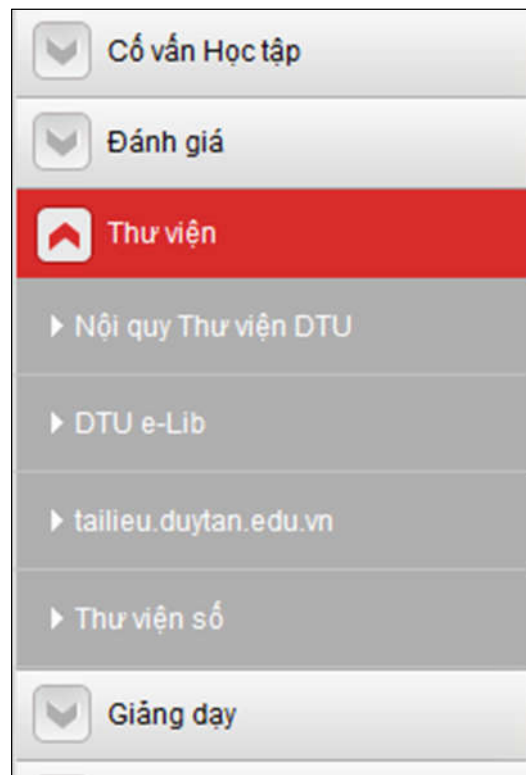 Cố vấn Học tập
Đánh giá
Thư viện
Nội quy Thư viện DTU
DTU e-Lib
tailieu.duytan.edu.vn
Thư viện số
Giảng dạy